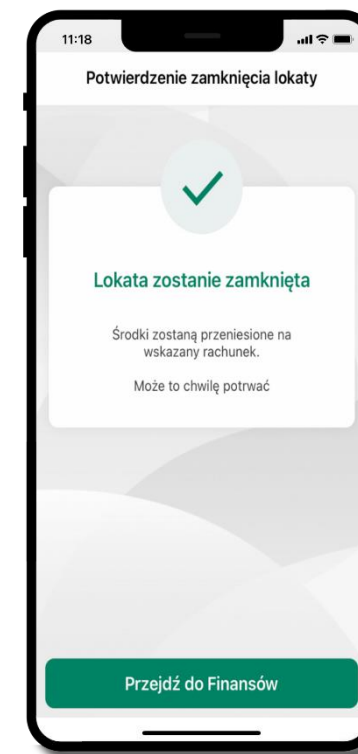 11:18
Potwierdzenie zamknięcia lokaty
Lokata zostanie zamknięta
Środki zostaną przeniesione na
wskazany rachunek.
Może to chwilę potrwać
Przejdź do Finansów